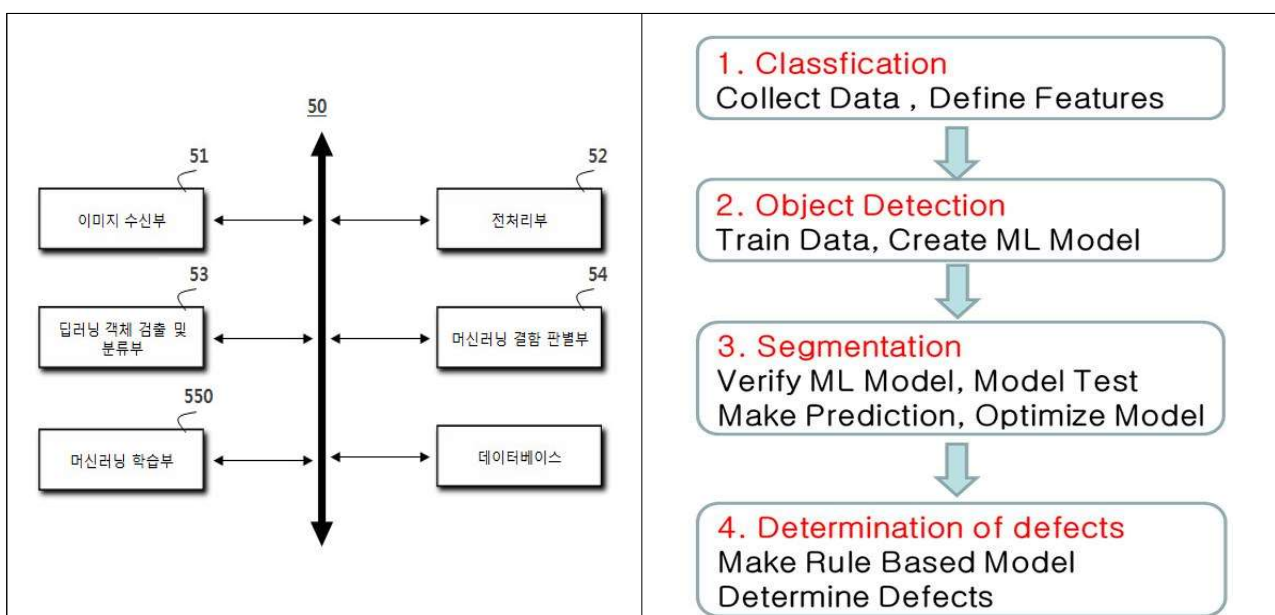 50
51
52
이미지 수신부
전처리부
53
54
딥러닝 객체 검출 및
분류부
머신러닝 결함 판별부
550
머신러닝 학습부
데이터베이스
1. Classfication
Collect Data , Define Features
2. Object Detection
Train Data, Create ML Model
3. Segmentation
Verify ML Model, Model Test
Make Prediction, Optimize Model
4. Determination of defects
Make Rule Based Model
Determine Defects